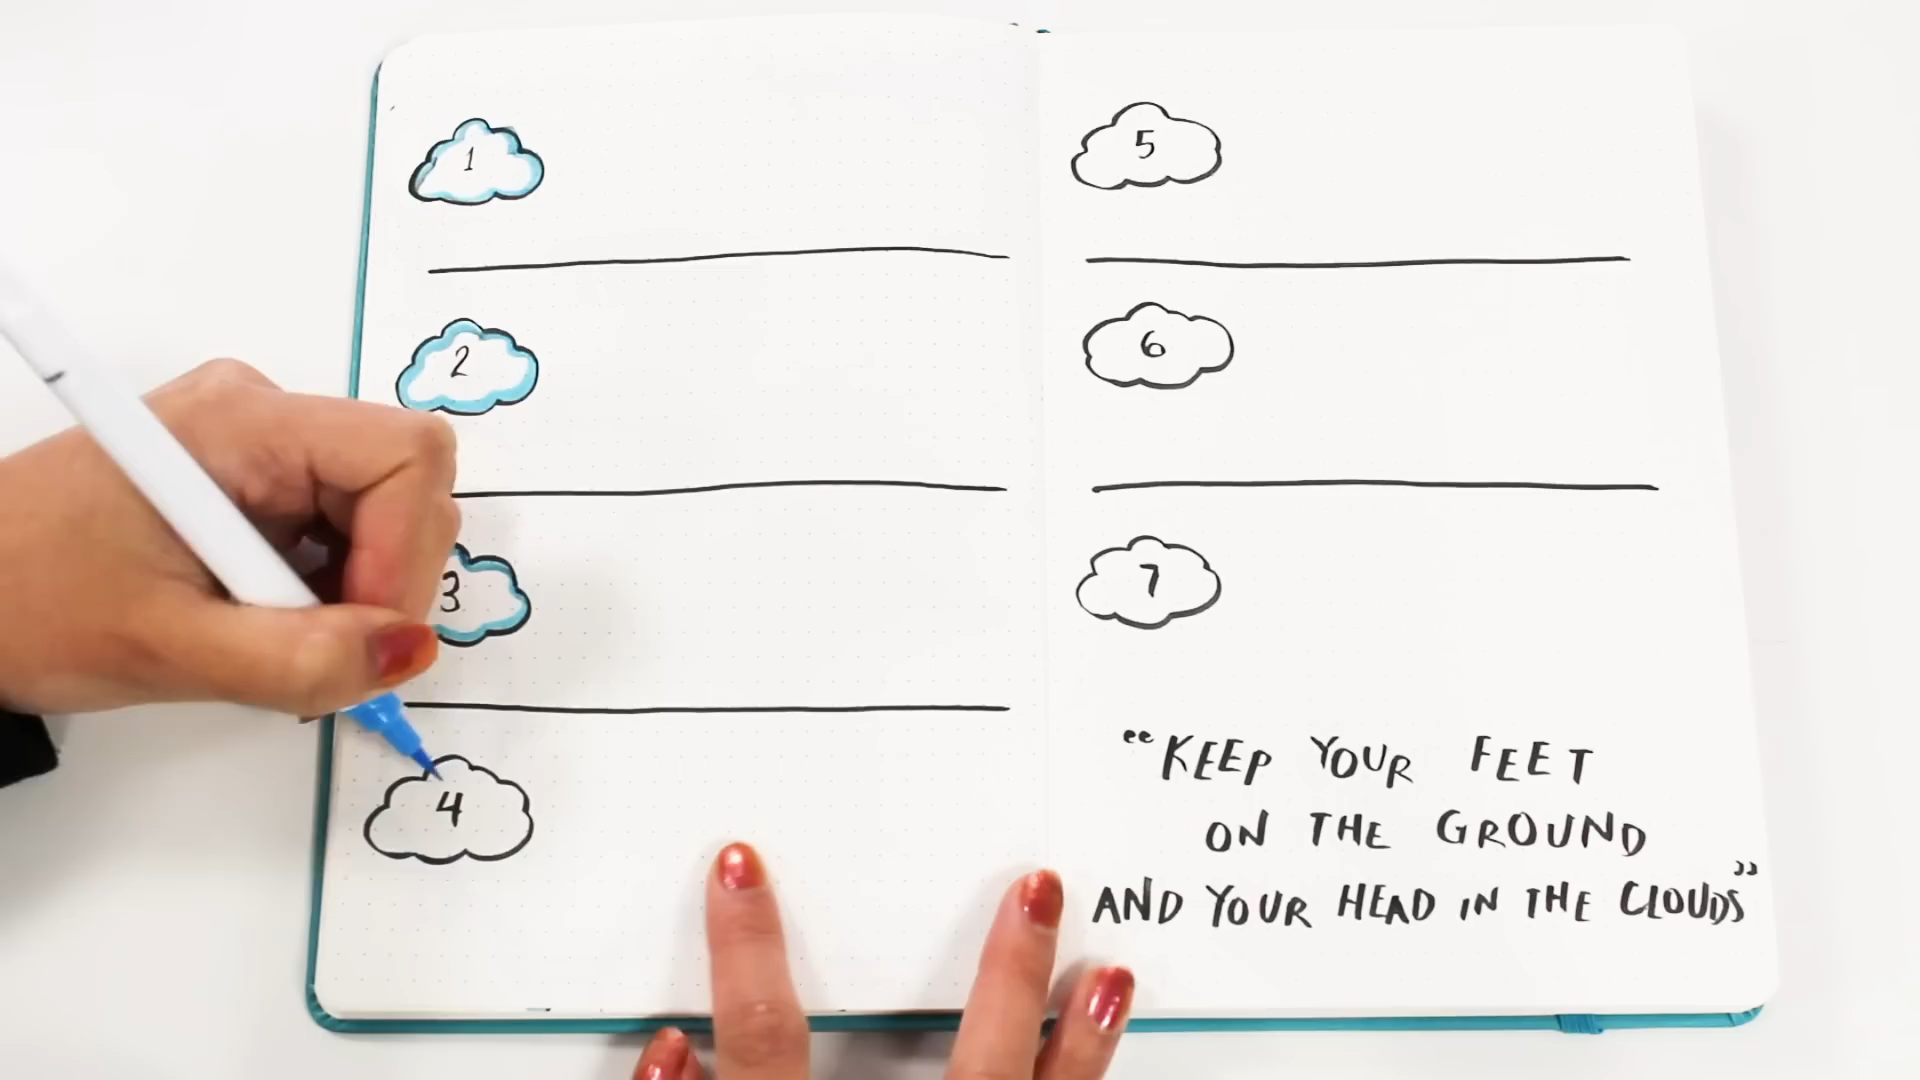 1
2
3
4
5
6
7
“KEEP YOUR FEET
ON THE GROUND
AND YOUR HEAD IN THE CLOUDS”